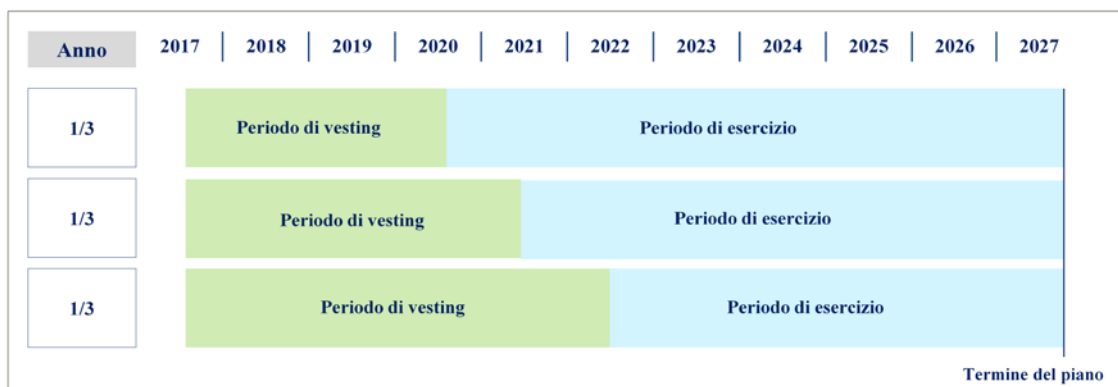 Anno 2017 | 2018 | 2019 | 2020 | 2021 | 2022 | 2023 | 2024 | 2025 | 2026 | 2027
1/3 Periodo di vesting Periodo di esercizio
1/3 Periodo di vesting Periodo di esercizio
1/3 Periodo di vesting Periodo di esercizio
Termine del piano